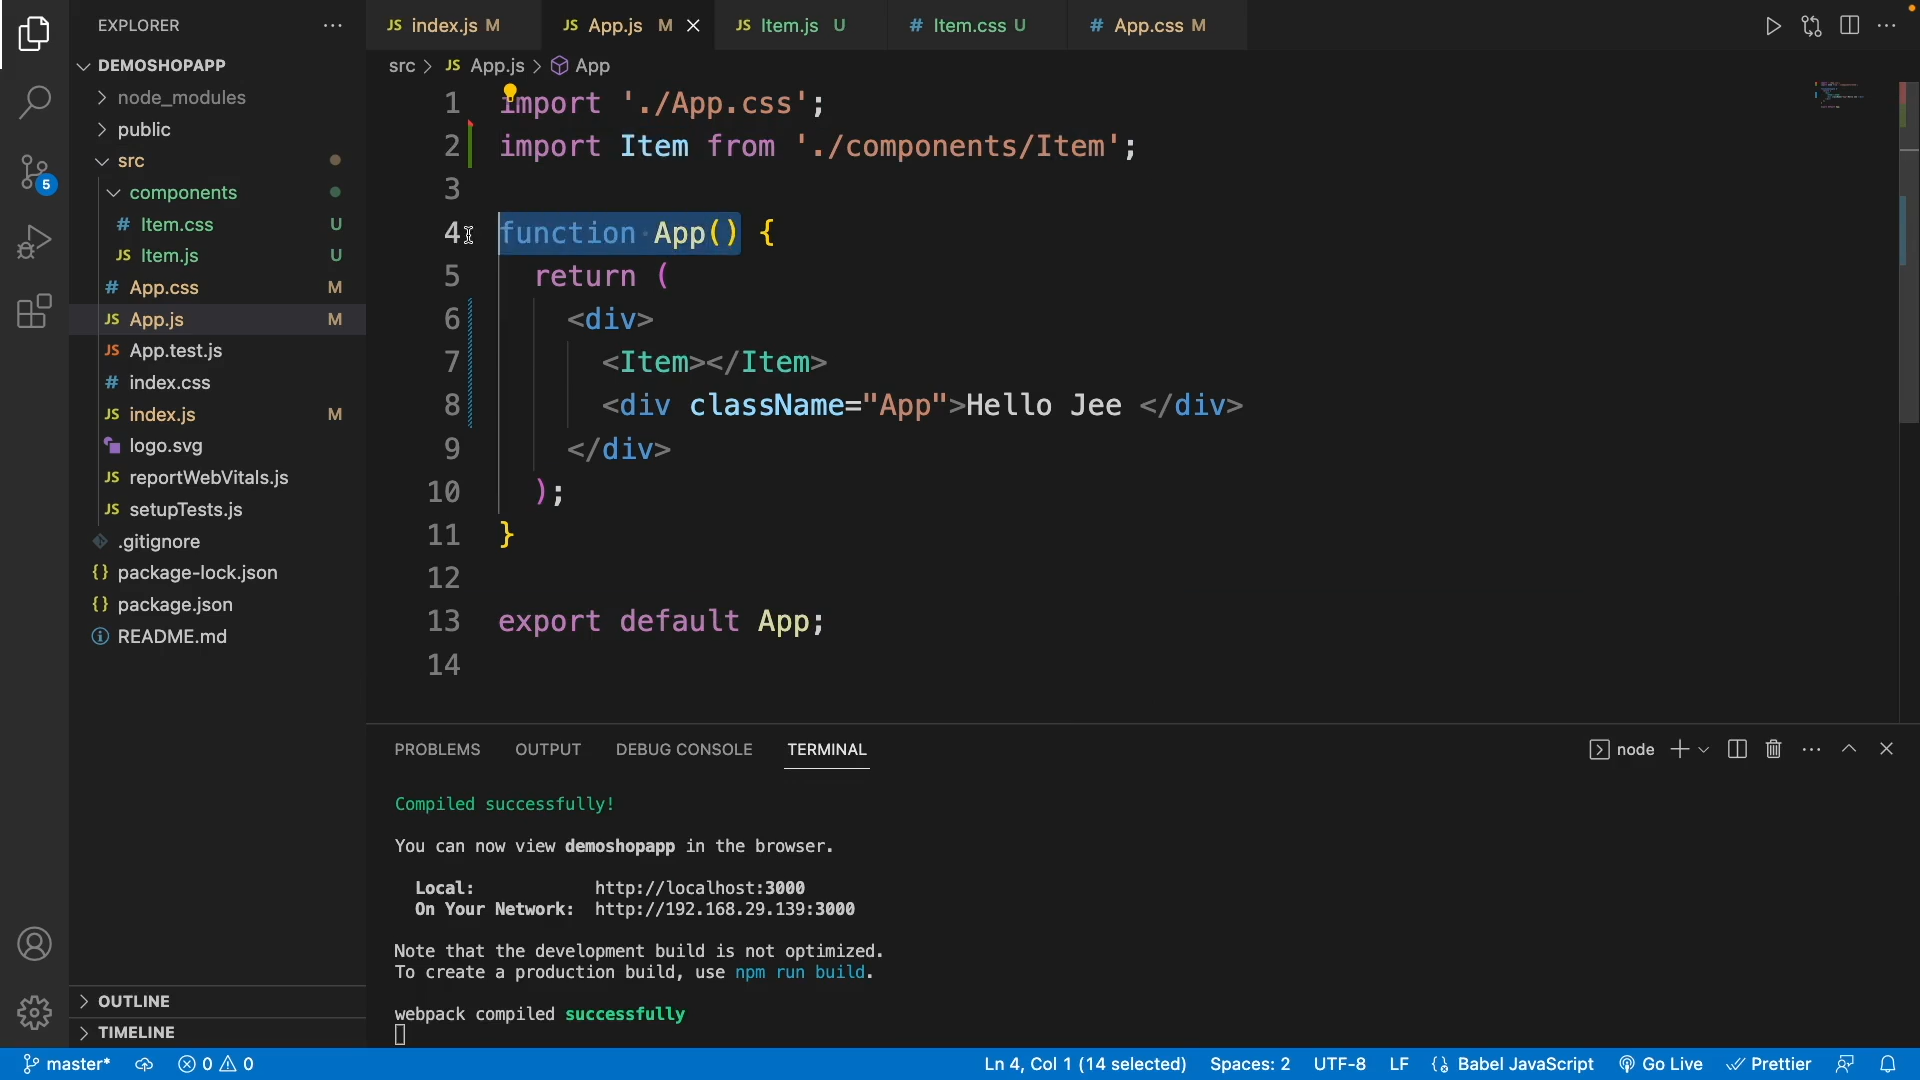 EXPLORER
DEMOSHOPAPP
node_modules
public
src
components
# Item.css U
JS Item.js U
# App.css M
JS App.js M
JS App.test.js
# index.css
JS index.js M
logo.svg
JS reportWebVitals.js
JS setupTests.js
.gitignore
{} package-lock.json
{} package.json
README.md
OUTLINE
TIMELINE
5
JS index.js M
JS App.js M
JS Item.js U
# Item.css U
# App.css M
src > JS App.js > App
1 import './App.css';
2 import Item from './components/Item';
3
4 function App() {
5 return (
6 <div>
7 <Item></Item>
8 <div className="App">Hello Jee </div>
9 </div>
10 );
11 }
12
13 export default App;
14
PROBLEMS OUTPUT DEBUG CONSOLE TERMINAL
node
Compiled successfully!
You can now view demoshopapp in the browser.
Local: http://localhost:3000
On Your Network: http://192.168.29.139:3000
Note that the development build is not optimized.
To create a production build, use npm run build.
webpack compiled successfully
master* 0 0 Ln 4, Col 1 (14 selected) Spaces: 2 UTF-8 LF Babel JavaScript Go Live Prettier